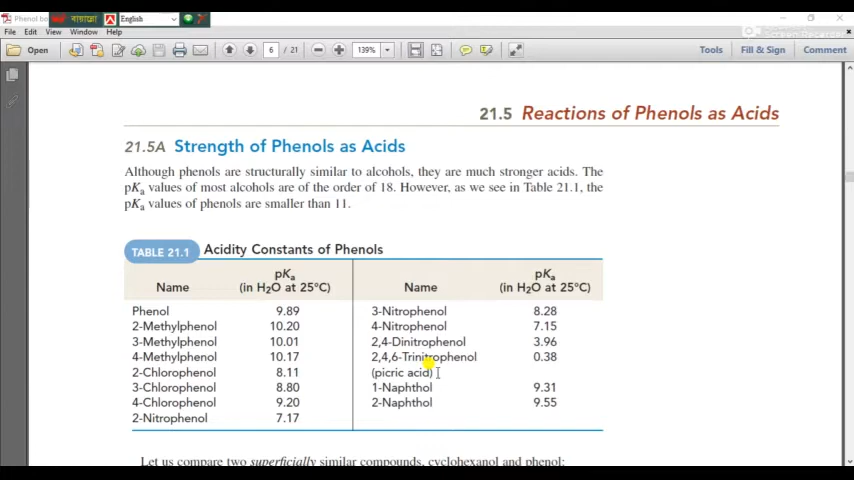 Phenol bo
থামাতে
English
File Edit View Window Help
Open
6 / 21
139%
Tools Fill & Sign Comment
21.5 Reactions of Phenols as Acids
21.5A Strength of Phenols as Acids
Although phenols are structurally similar to alcohols, they are much stronger acids. The
pKa values of most alcohols are of the order of 18. However, as we see in Table 21.1, the
pKa values of phenols are smaller than 11.
TABLE 21.1 Acidity Constants of Phenols
Name pKa (in H2O at 25°C) Name pKa (in H2O at 25°C)
Phenol 9.89 3-Nitrophenol 8.28
2-Methylphenol 10.20 4-Nitrophenol 7.15
3-Methylphenol 10.01 2,4-Dinitrophenol 3.96
4-Methylphenol 10.17 2,4,6-Trinitrophenol 0.38
2-Chlorophenol 8.11 (picric acid)
3-Chlorophenol 8.80 1-Naphthol 9.31
4-Chlorophenol 9.20 2-Naphthol 9.55
2-Nitrophenol 7.17
Let us compare two superficially similar compounds, cyclohexanol and phenol: